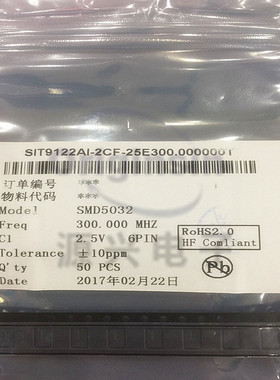 SIT9122AI-2CF-25E300.000000T
订单编号 ***
物料代码 ***
Model SMD5032
Freq 300.000 MHZ
C1 2.5V 6PIN
Tolerance ±10ppm
Q'ty 50 PCS
DATE 2017年02月22日
RoHS2.0
HF Comliant
Pb